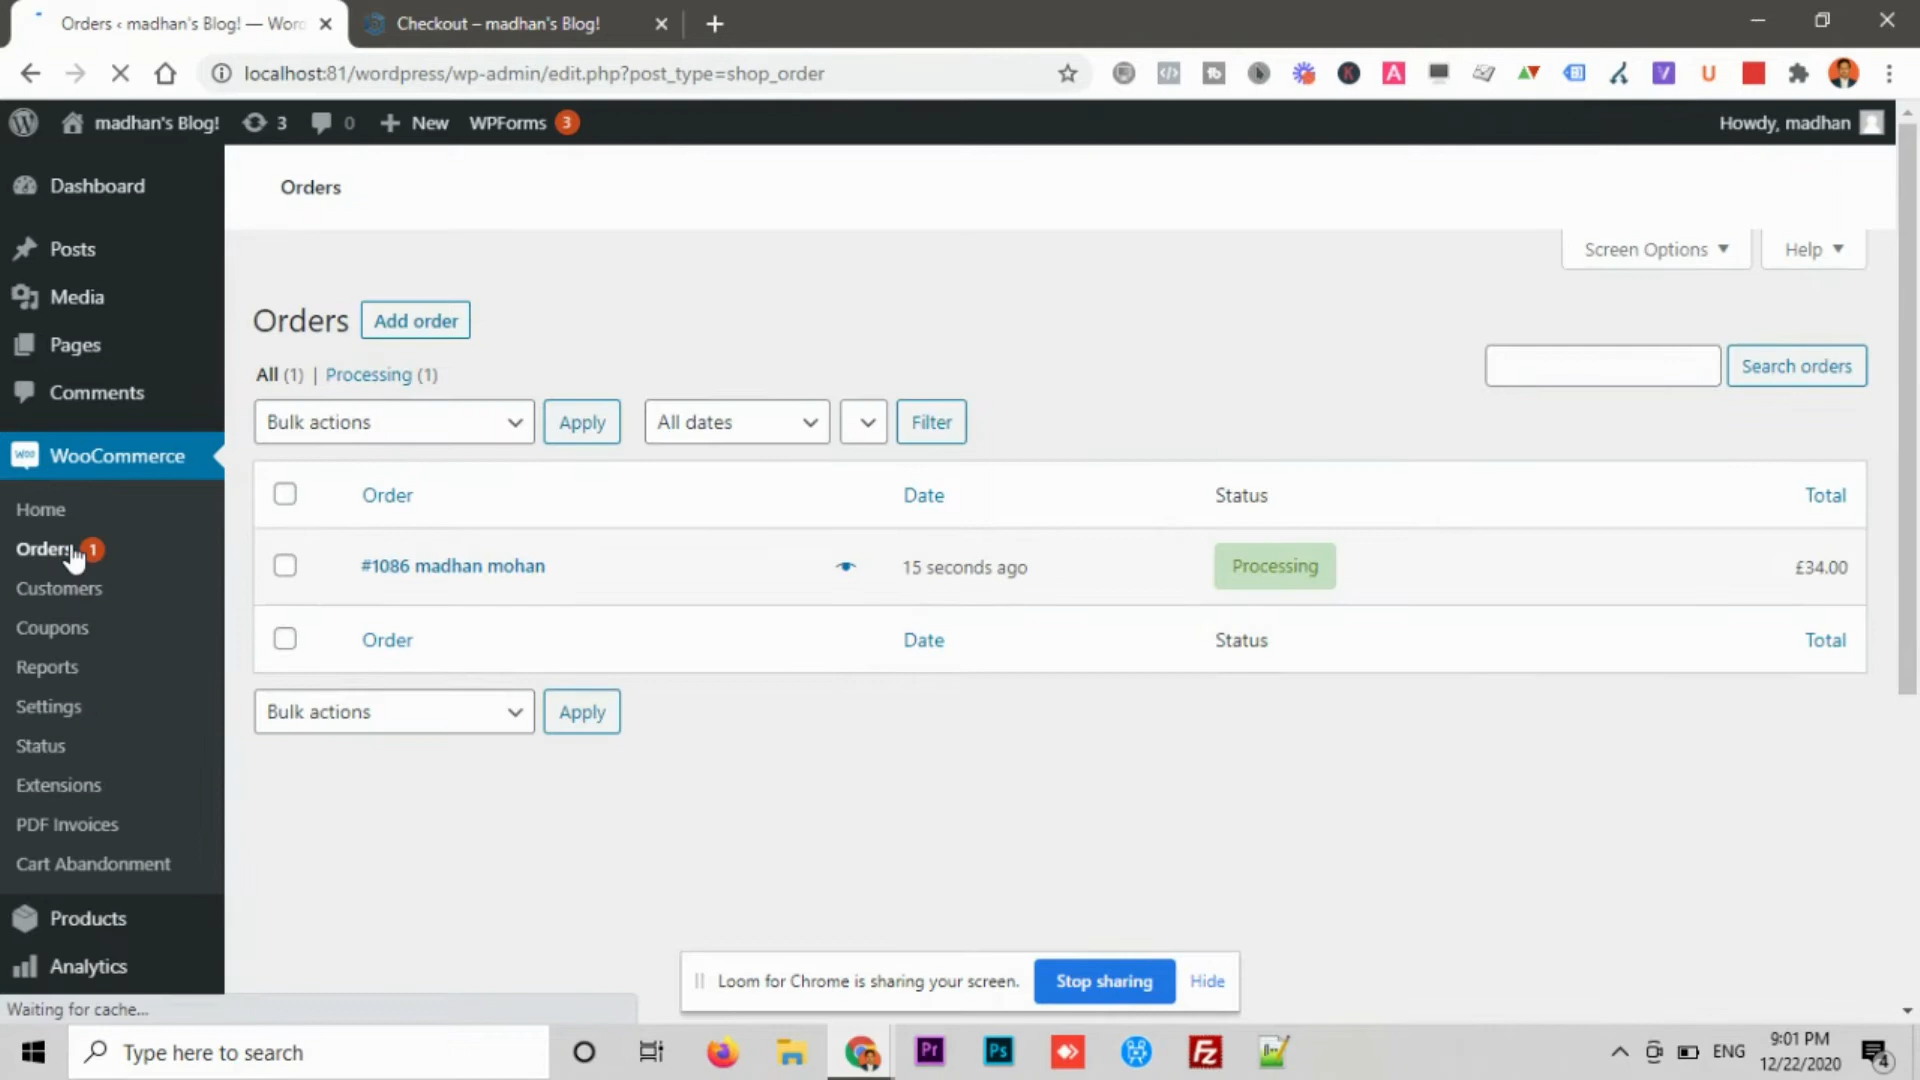 Orders ‹ madhan's Blog! — Word
Checkout – madhan's Blog!
localhost:81/wordpress/wp-admin/edit.php?post_type=shop_order
madhan's Blog! 3 0 New WPForms 3
Howdy, madhan
Dashboard
Posts
Media
Pages
Comments
WooCommerce
Home
Orders 1
Customers
Coupons
Reports
Settings
Status
Extensions
PDF Invoices
Cart Abandonment
Products
Analytics
Orders
Screen Options
Help
Orders Add order
All (1) | Processing (1)
Search orders
Bulk actions Apply All dates Filter
Order Date Status Total
#1086 madhan mohan 15 seconds ago Processing £34.00
Order Date Status Total
Bulk actions Apply
Loom for Chrome is sharing your screen. Stop sharing Hide
Waiting for cache...
Type here to search
ENG
9:01 PM
12/22/2020
4